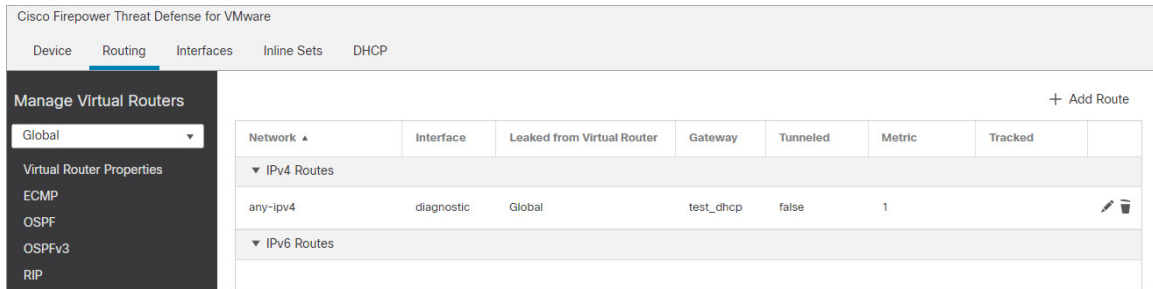 Cisco Firepower Threat Defense for VMware
Device Routing Interfaces Inline Sets DHCP
Manage Virtual Routers
Global
Virtual Router Properties
ECMP
OSPF
OSPFv3
RIP
+ Add Route
Network Interface Leaked from Virtual Router Gateway Tunneled Metric Tracked
IPv4 Routes
any-ipv4 diagnostic Global test_dhcp false 1
IPv6 Routes